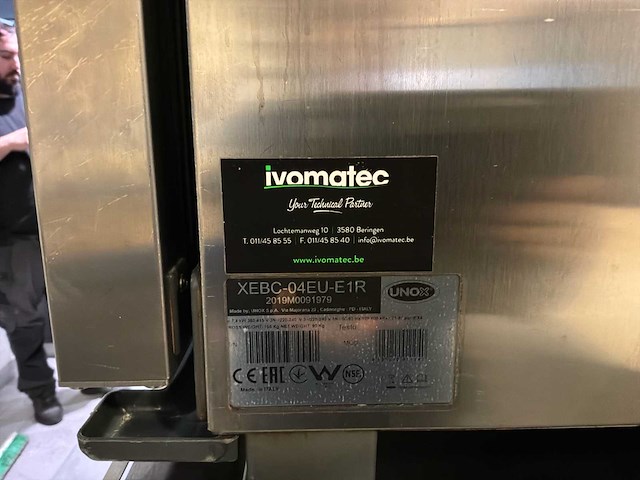 ivomatec
Your Technical Partner
Lochtemanweg 10 | 3580 Beringen
T. 011/45 85 55 | F. 011/45 85 40 | info@ivomatec.be
www.ivomatec.be
XEBC-04EU-E1R
UNOX
2019M0091979
Made by: UNOX S.p.A. Via Majorana 22, Cadoneghe - PD - ITALY
CE EAC W NSF
Made in ITALY